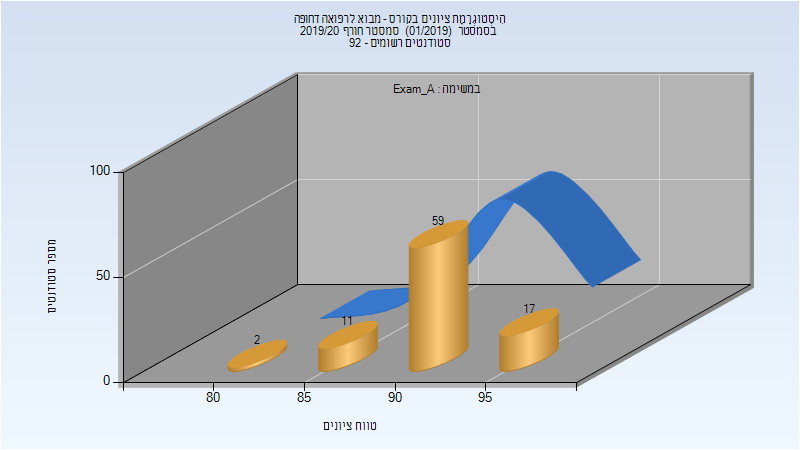 היסטוגרמת ציונים בקורס - מבוא לרפואה דחופה
בסמסטר (01/2019) סמסטר חורף 2019/20
סטודנטים רשומים - 92
במשימה : Exam_A
100
50
0
מספר סטודנטים
2
11
59
17
80
85
90
95
טווח ציונים